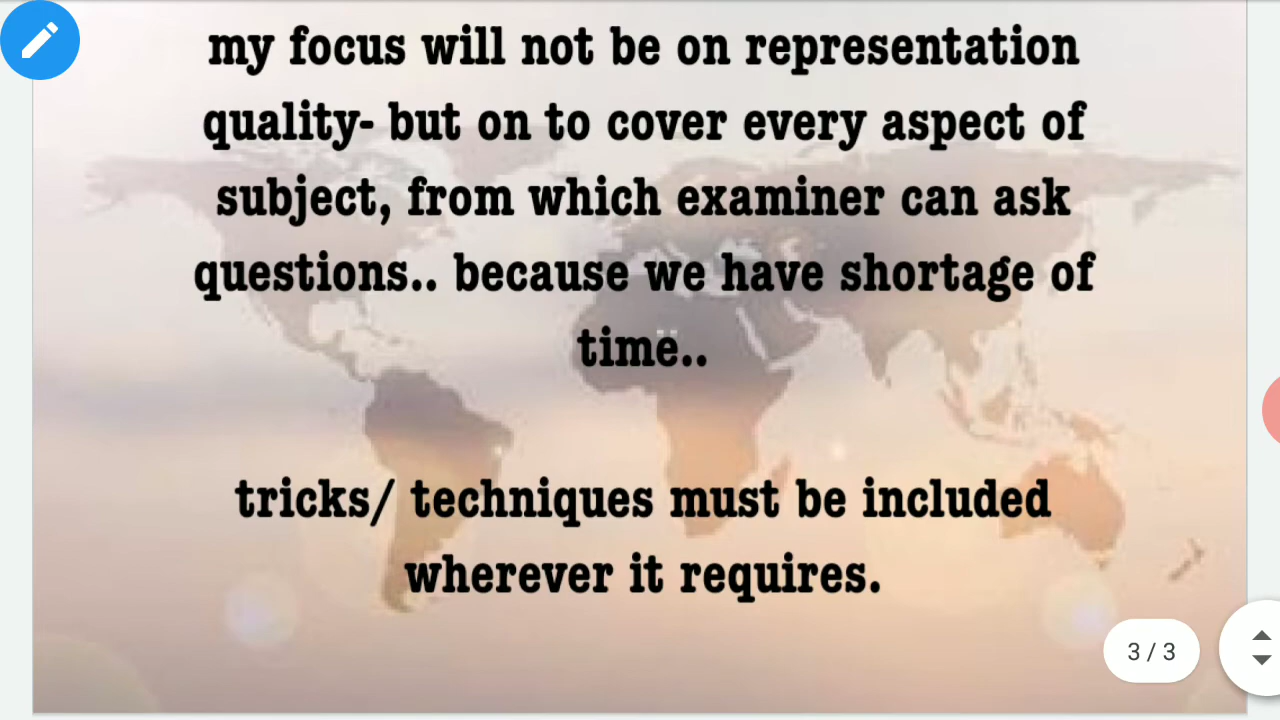 my focus will not be on representation
quality- but on to cover every aspect of
subject, from which examiner can ask
questions.. because we have shortage of
time..
tricks/ techniques must be included
wherever it requires.
3 / 3